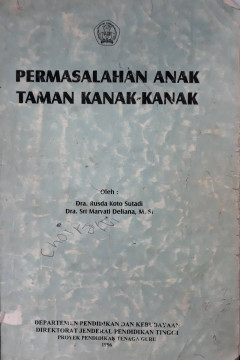 PERMASALAHAN ANAK
TAMAN KANAK-KANAK
Oleh :
Dra. Rusda Koto Sutadi
Dra. Sri Maryati Deliana, M. Si
DEPARTEMEN PENDIDIKAN DAN KEBUDAYAAN
DIREKTORAT JENDERAL PENDIDIKAN TINGGI
PROYEK PENDIDIKAN TENAGA GURU
1996